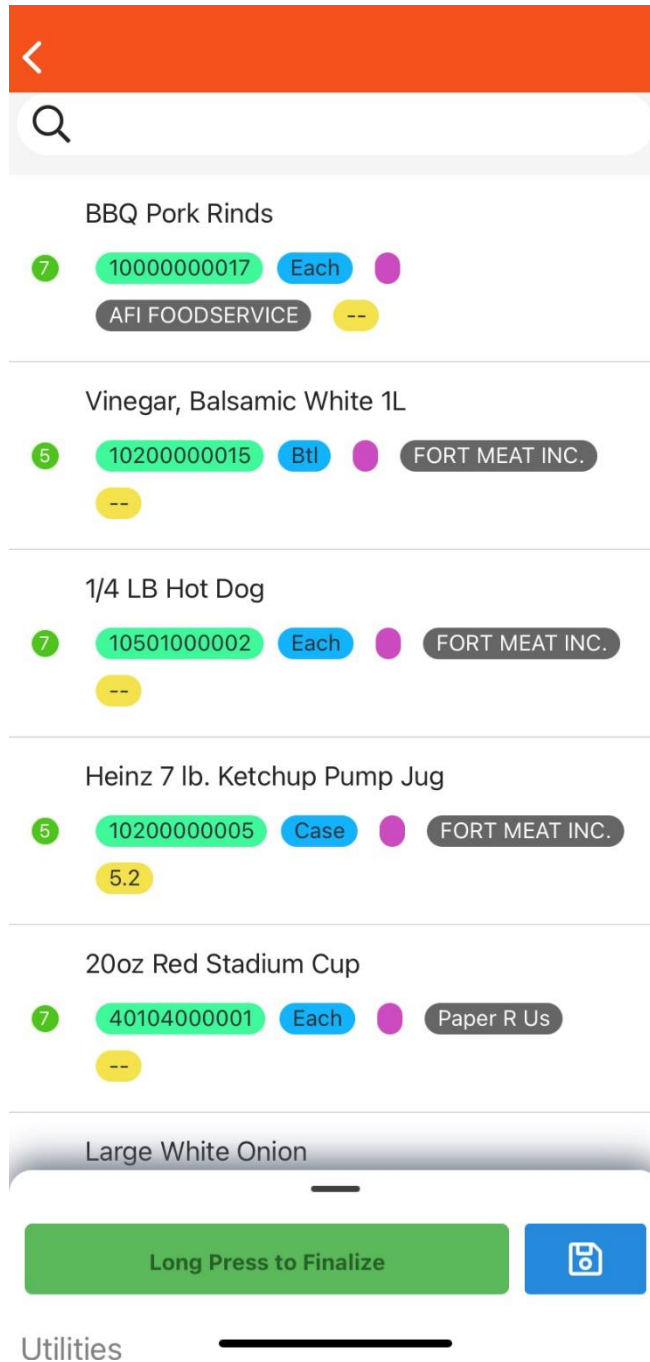 BBQ Pork Rinds
7 10000000017 Each
AFI FOODSERVICE --
Vinegar, Balsamic White 1L
5 10200000015 Btl FORT MEAT INC.
--
1/4 LB Hot Dog
7 10501000002 Each FORT MEAT INC.
--
Heinz 7 lb. Ketchup Pump Jug
5 10200000005 Case FORT MEAT INC.
5.2
20oz Red Stadium Cup
7 40104000001 Each Paper R Us
--
Large White Onion
Long Press to Finalize
Utilities